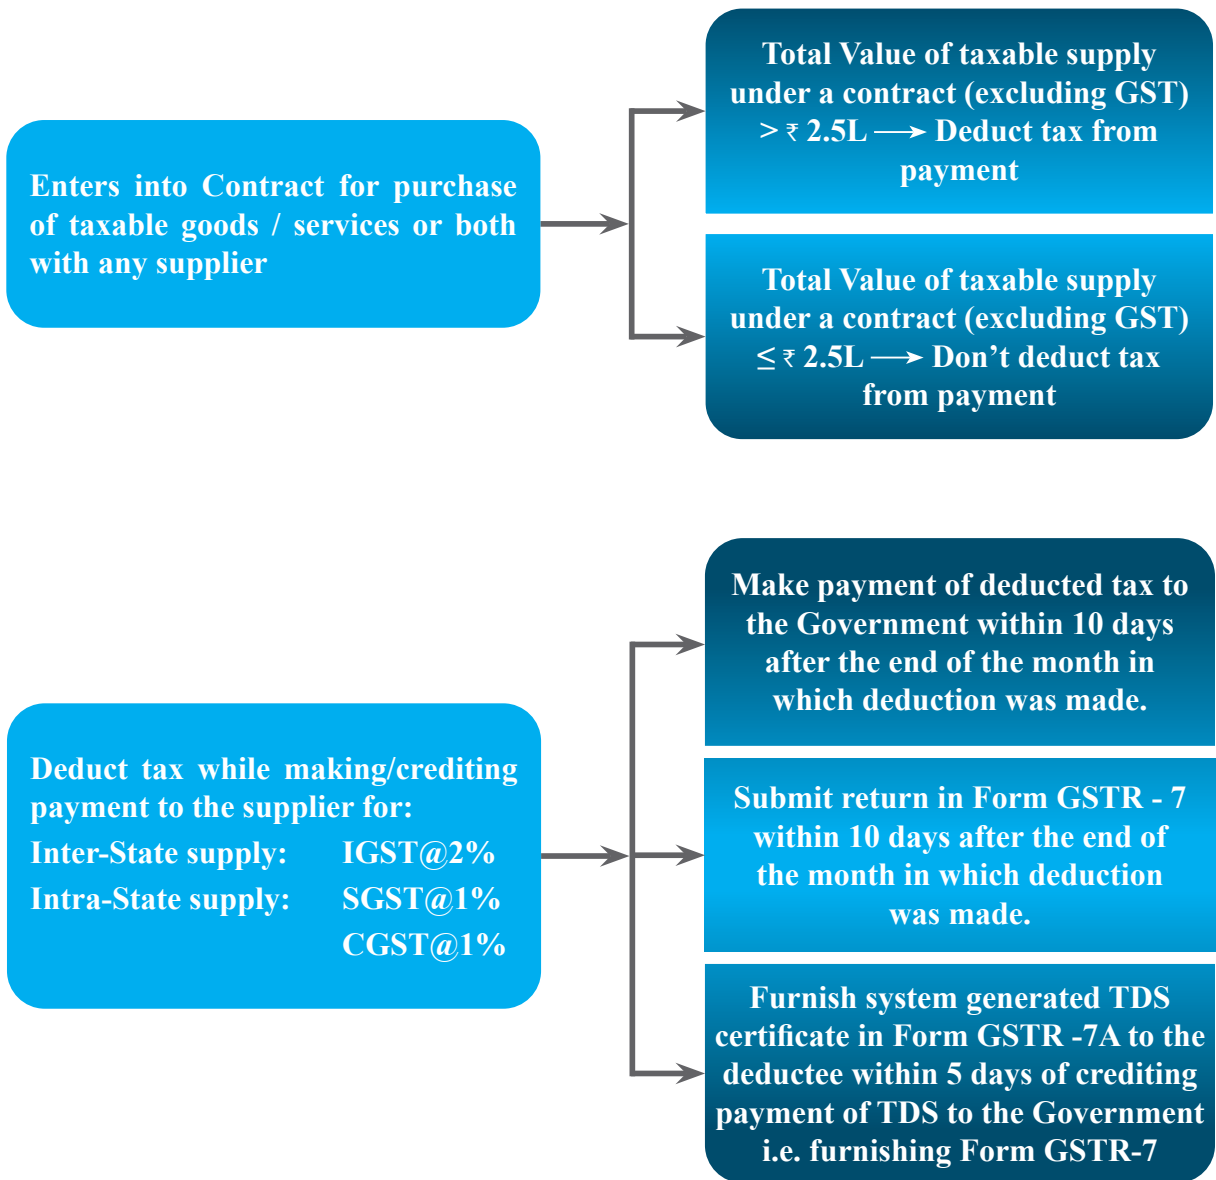 Enters into Contract for purchase
of taxable goods / services or both
with any supplier
Total Value of taxable supply
under a contract (excluding GST)
> ₹ 2.5L ⟶ Deduct tax from
payment
Total Value of taxable supply
under a contract (excluding GST)
≤ ₹ 2.5L ⟶ Don’t deduct tax
from payment
Deduct tax while making/crediting
payment to the supplier for:
Inter-State supply: IGST@2%
Intra-State supply: SGST@1%
CGST@1%
Make payment of deducted tax to
the Government within 10 days
after the end of the month in
which deduction was made.
Submit return in Form GSTR - 7
within 10 days after the end of
the month in which deduction
was made.
Furnish system generated TDS
certificate in Form GSTR -7A to the
deductee within 5 days of crediting
payment of TDS to the Government
i.e. furnishing Form GSTR-7